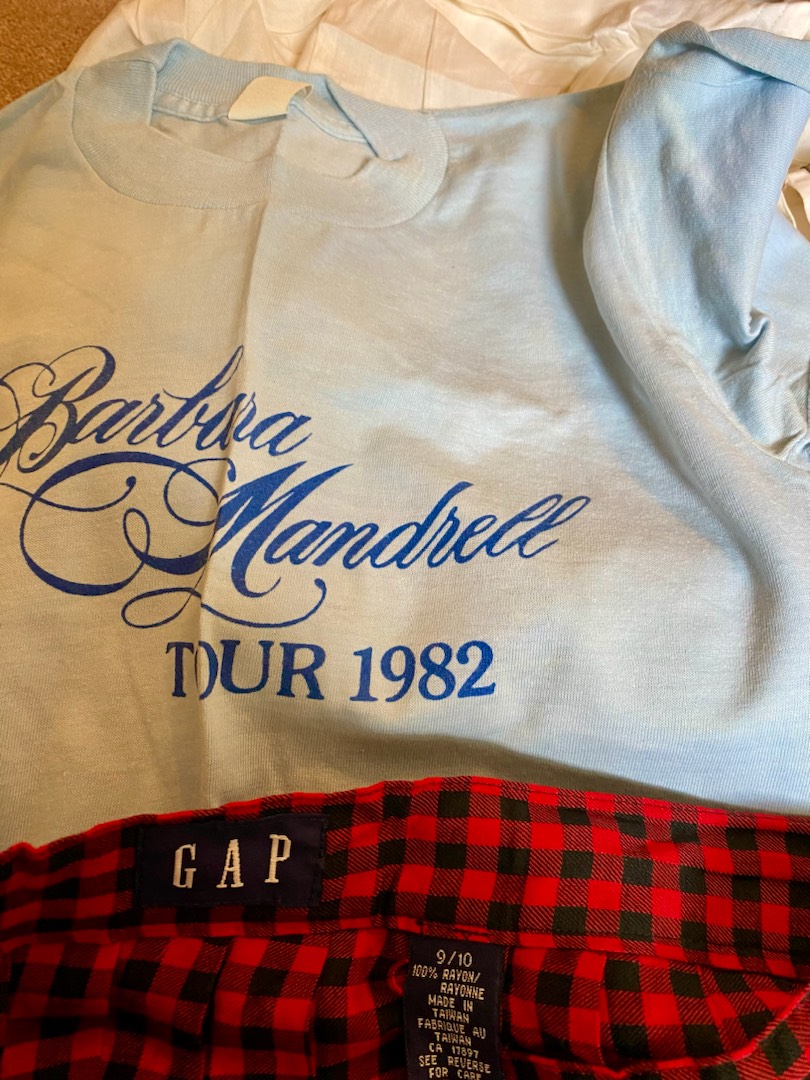 Barbara
Mandrell
TOUR 1982
GAP
9/10
100% RAYON/
RAYONNE
MADE IN
TAIWAN
FABRIQUE AU
TAIWAN
CA 17897
SEE REVERSE
FOR CARE